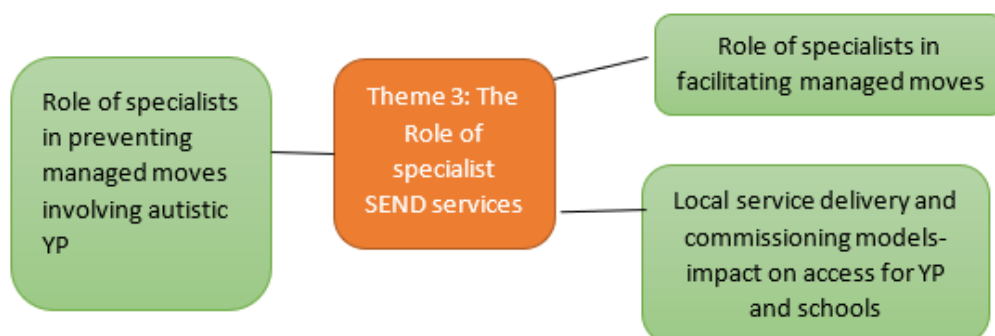 Role of specialists
in preventing
managed moves
involving autistic
YP
Theme 3: The
Role of
specialist
SEND services
Role of specialists in
facilitating managed moves
Local service delivery and
commissioning models-
impact on access for YP
and schools